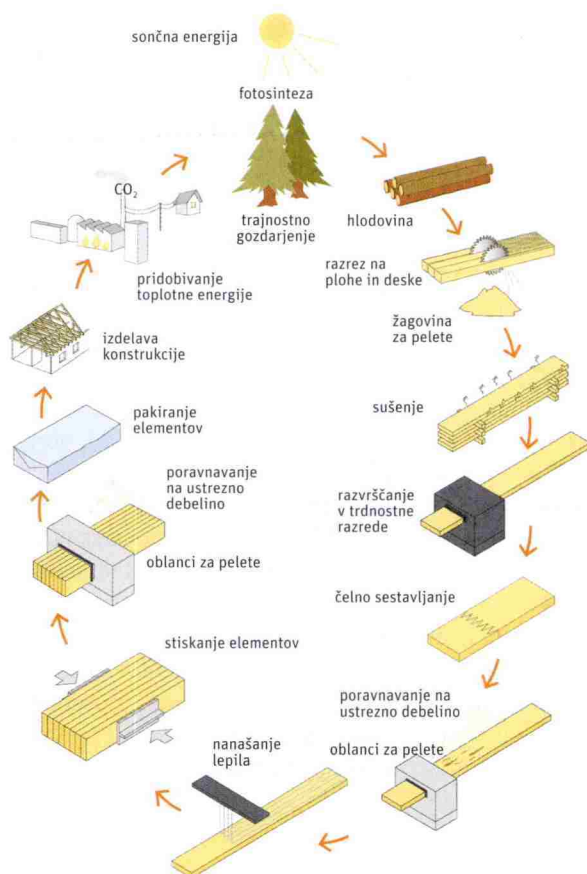 sončna energija
fotosinteza
trajnostno
gozdarjenje
hlodovina
razrez na
plohe in deske
žagovina
za pelete
sušenje
razvrščanje
v trdnostne
razrede
čelno sestavljanje
poravnavanje na
ustrezno debelino
oblanci za pelete
nanašanje
lepila
stiskanje elementov
poravnavanje
na ustrezno
debelino
oblanci za pelete
pakiranje
elementov
izdelava
konstrukcije
pridobivanje
toplotne energije
CO₂